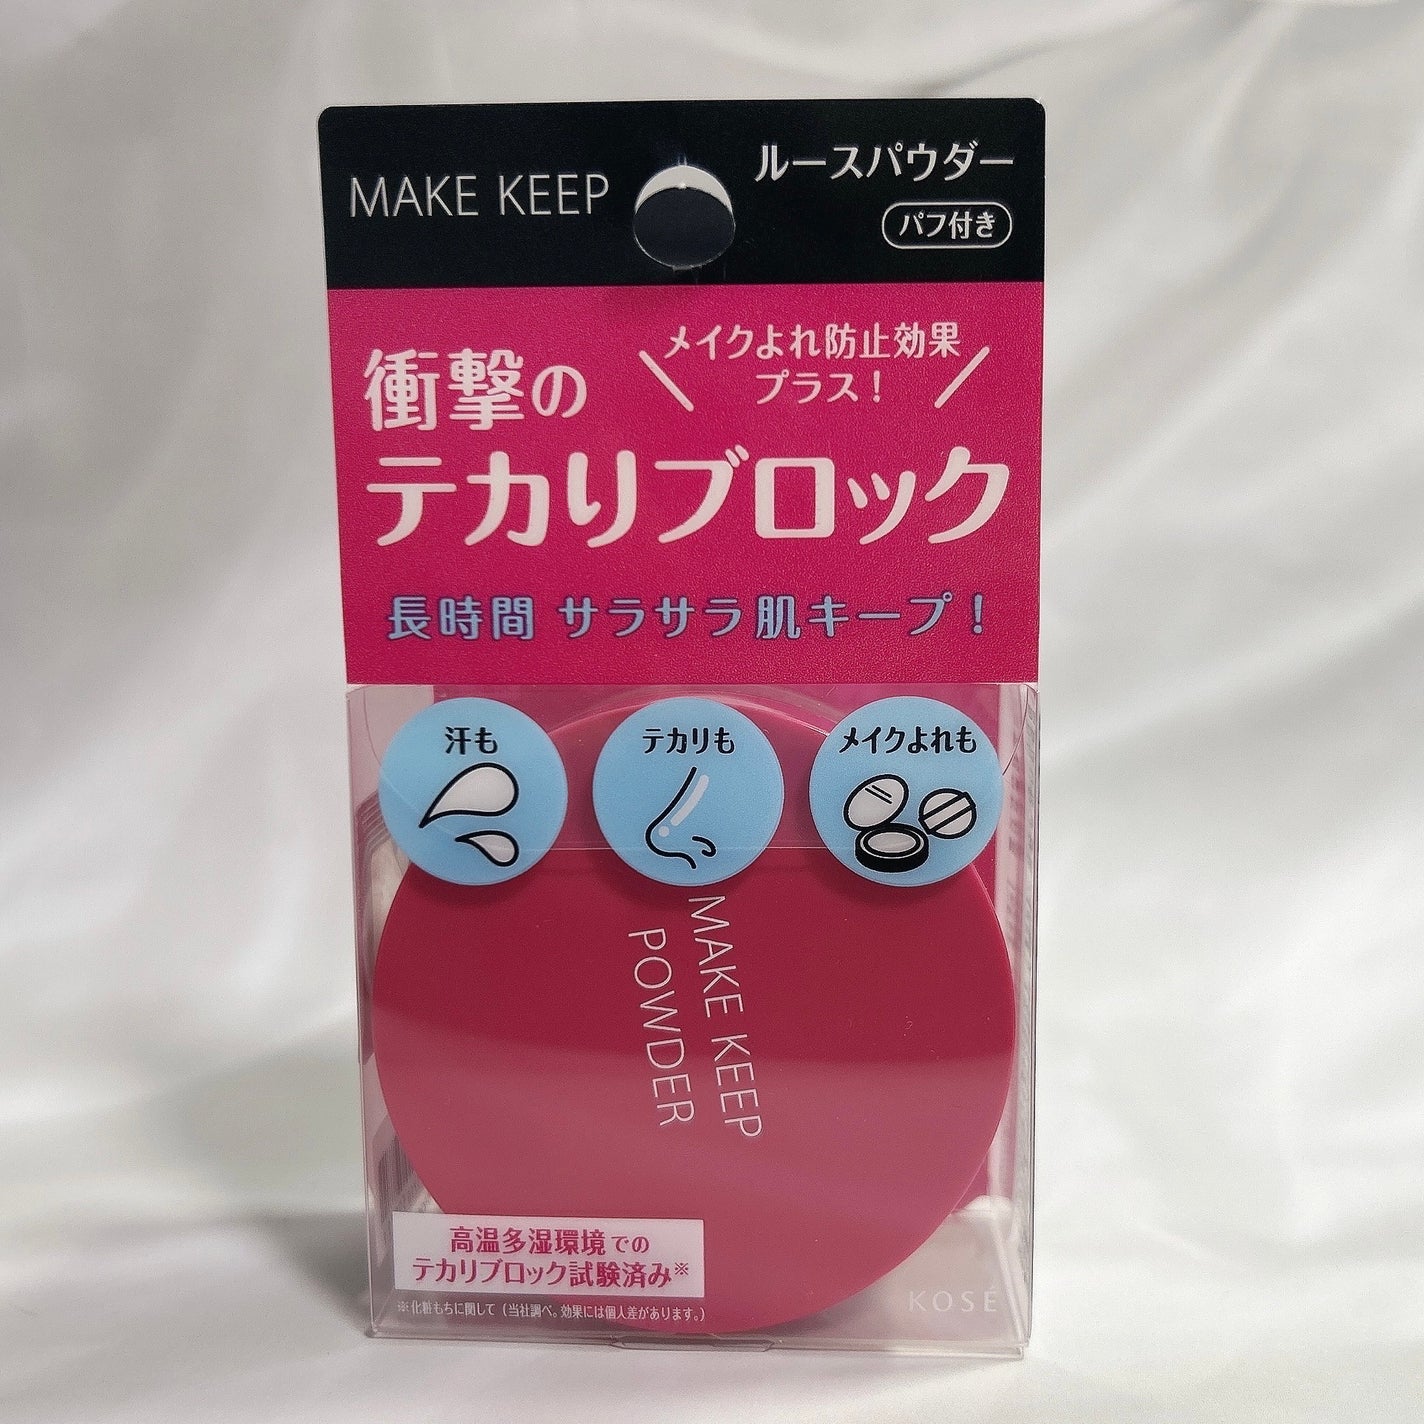 MAKE KEEP
ルースパウダー
パフ付き
メイクよれ防止効果
プラス！
衝撃の
テカリブロック
長時間 サラサラ肌キープ！
汗も
テカリも
メイクよれも
MAKE KEEP
POWDER
高温多湿環境での
テカリブロック試験済み※
※化粧もちに関して（当社調べ。効果には個人差があります。）
KOSÉ